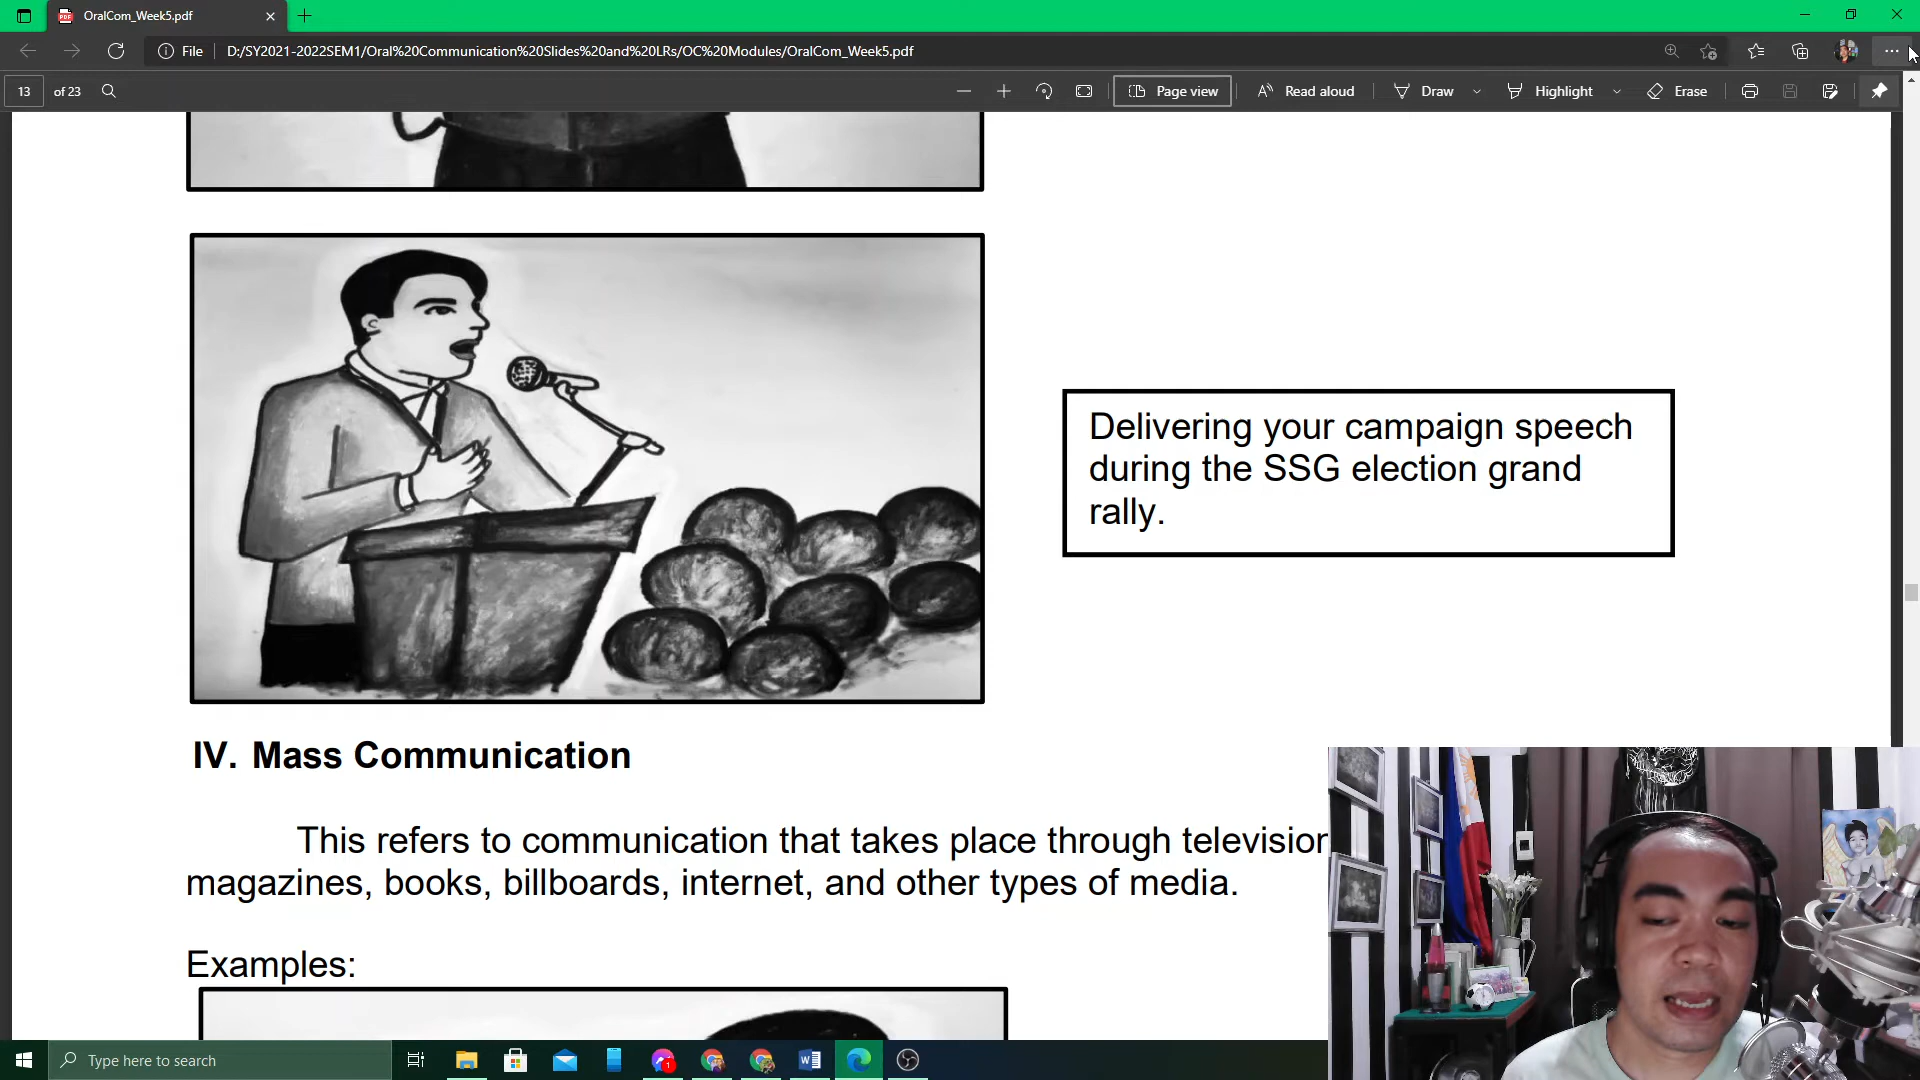 OralCom_Week5.pdf
File
D:/SY2021-2022SEM1/Oral%20Communication%20Slides%20and%20LRs/OC%20Modules/OralCom_Week5.pdf
13 of 23
Page view
Read aloud
Draw
Highlight
Erase
Delivering your campaign speech
during the SSG election grand
rally.
IV. Mass Communication
This refers to communication that takes place through television
magazines, books, billboards, internet, and other types of media.
Examples:
Type here to search
1